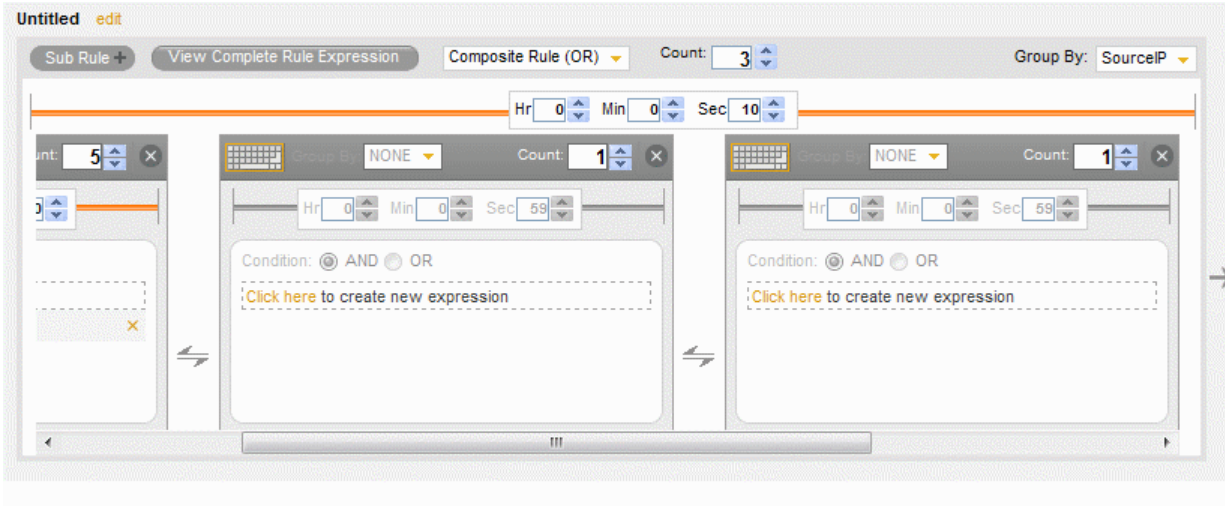 Untitled edit
Sub Rule + View Complete Rule Expression Composite Rule (OR) Count: 3 Group By: SourceIP
Hr 0 Min 0 Sec 10
unt: 5 Group By: NONE Count: 1 Group By: NONE Count: 1
0 Hr 0 Min 0 Sec 59 Hr 0 Min 0 Sec 59
Condition: AND OR Condition: AND OR
Click here to create new expression Click here to create new expression